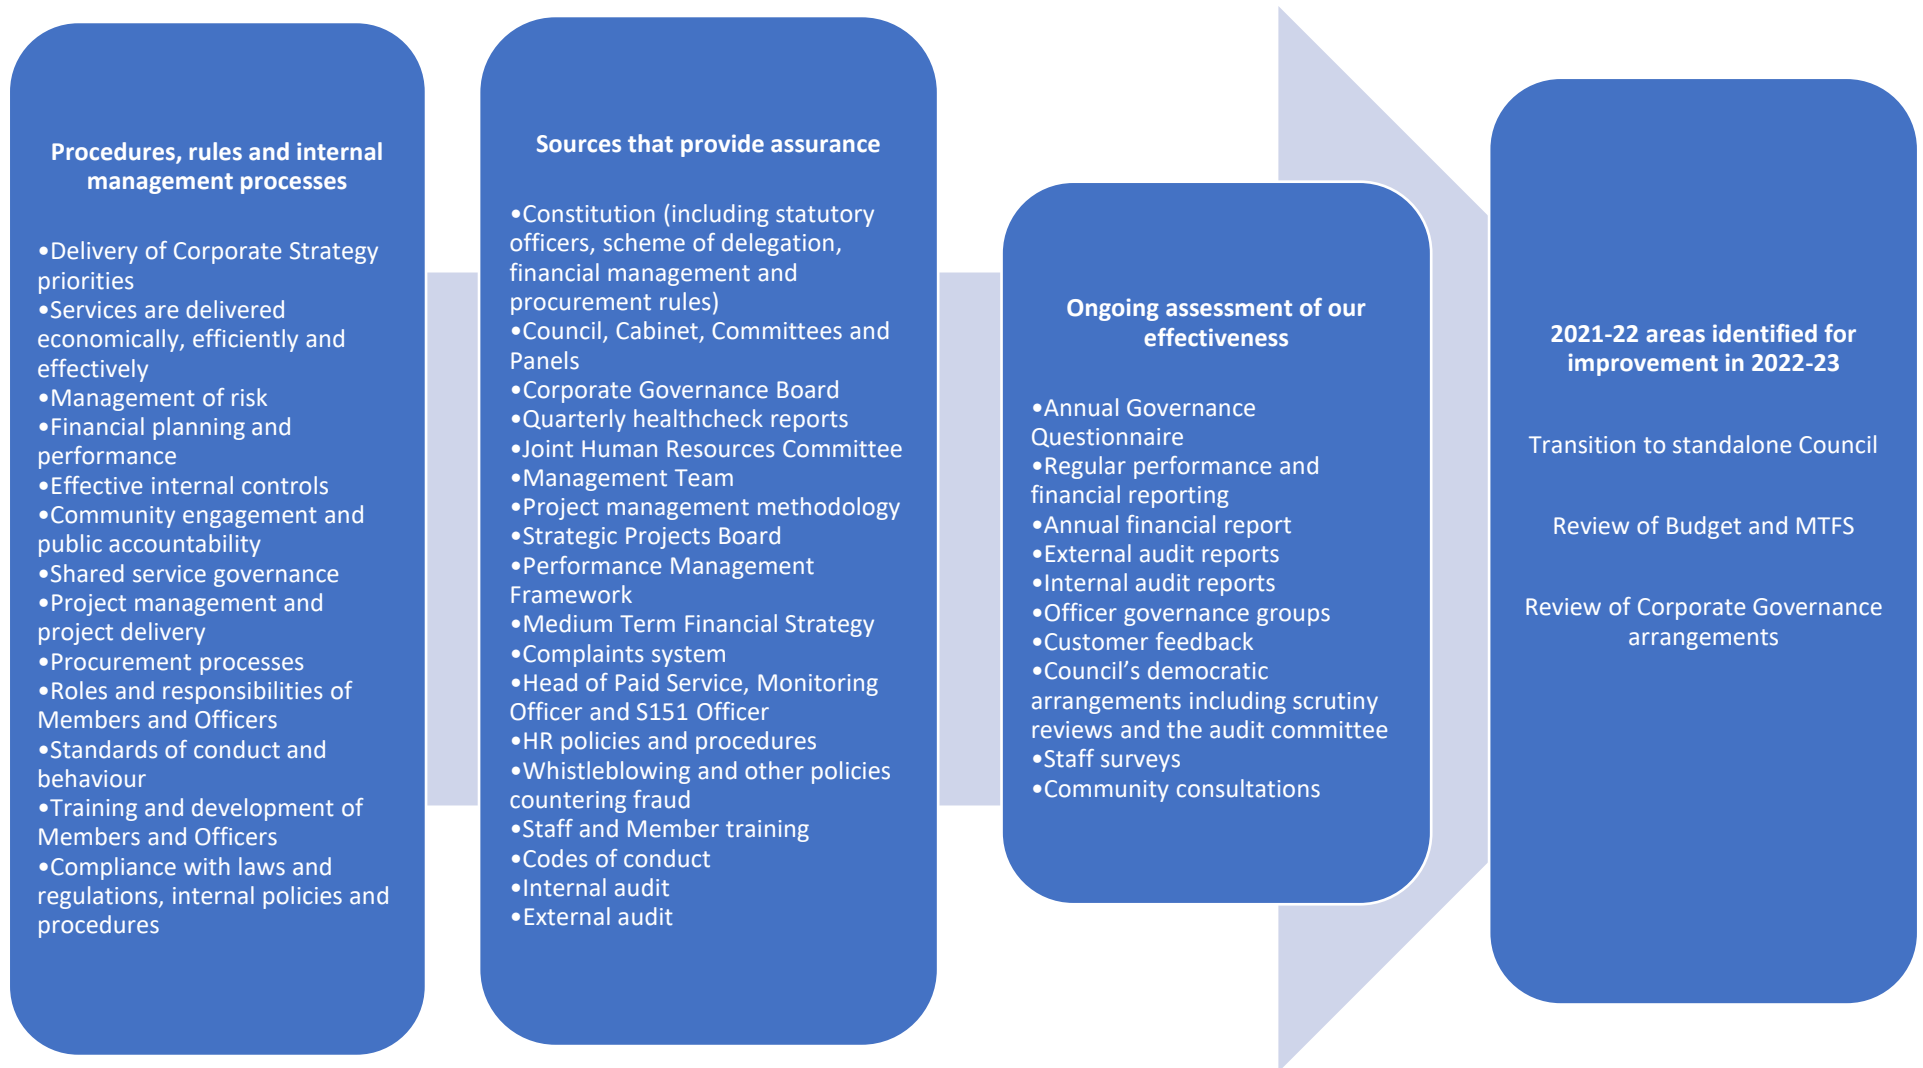 Procedures, rules and internal
management processes
•Delivery of Corporate Strategy
priorities
•Services are delivered
economically, efficiently and
effectively
•Management of risk
•Financial planning and
performance
•Effective internal controls
•Community engagement and
public accountability
•Shared service governance
•Project management and
project delivery
•Procurement processes
•Roles and responsibilities of
Members and Officers
•Standards of conduct and
behaviour
•Training and development of
Members and Officers
•Compliance with laws and
regulations, internal policies and
procedures
Sources that provide assurance
•Constitution (including statutory
officers, scheme of delegation,
financial management and
procurement rules)
•Council, Cabinet, Committees and
Panels
•Corporate Governance Board
•Quarterly healthcheck reports
•Joint Human Resources Committee
•Management Team
•Project management methodology
•Strategic Projects Board
•Performance Management
Framework
•Medium Term Financial Strategy
•Complaints system
•Head of Paid Service, Monitoring
Officer and S151 Officer
•HR policies and procedures
•Whistleblowing and other policies
countering fraud
•Staff and Member training
•Codes of conduct
•Internal audit
•External audit
Ongoing assessment of our
effectiveness
•Annual Governance
Questionnaire
•Regular performance and
financial reporting
•Annual financial report
•External audit reports
•Internal audit reports
•Officer governance groups
•Customer feedback
•Council’s democratic
arrangements including scrutiny
reviews and the audit committee
•Staff surveys
•Community consultations
2021-22 areas identified for
improvement in 2022-23
Transition to standalone Council
Review of Budget and MTFS
Review of Corporate Governance
arrangements